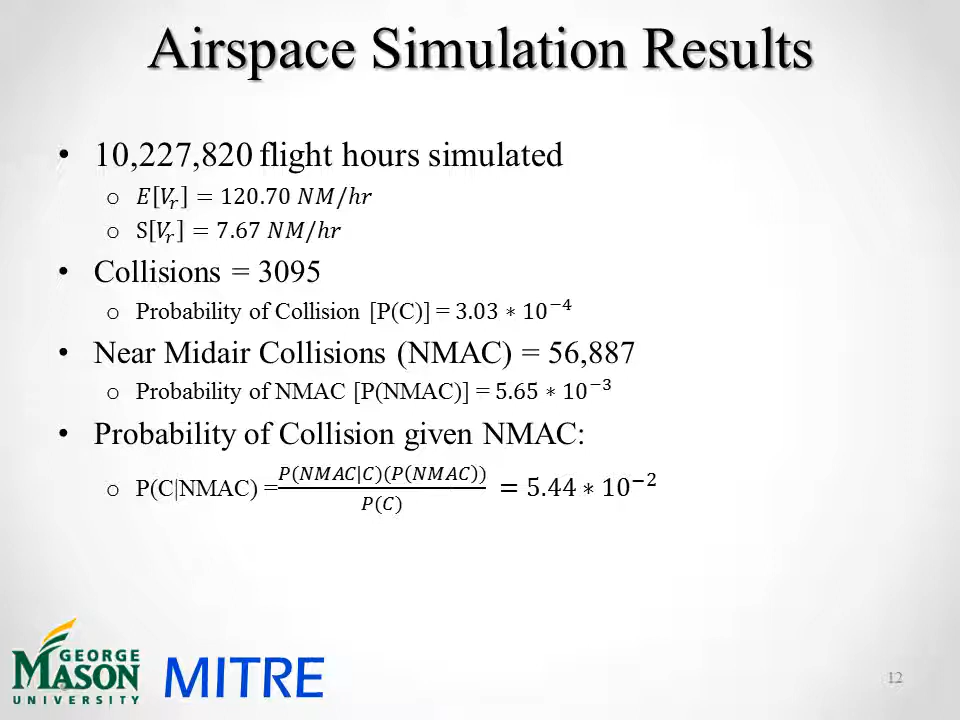 Airspace Simulation Results
• 10,227,820 flight hours simulated
o E[Vᵣ] = 120.70 NM/hr
o S[Vᵣ] = 7.67 NM/hr
• Collisions = 3095
o Probability of Collision [P(C)] = 3.03 ∗ 10⁻⁴
• Near Midair Collisions (NMAC) = 56,887
o Probability of NMAC [P(NMAC)] = 5.65 ∗ 10⁻³
• Probability of Collision given NMAC:
o P(C|NMAC) = P(NMAC|C)(P(NMAC)) / P(C) = 5.44 ∗ 10⁻²
GEORGE
MASON
UNIVERSITY
MITRE
12